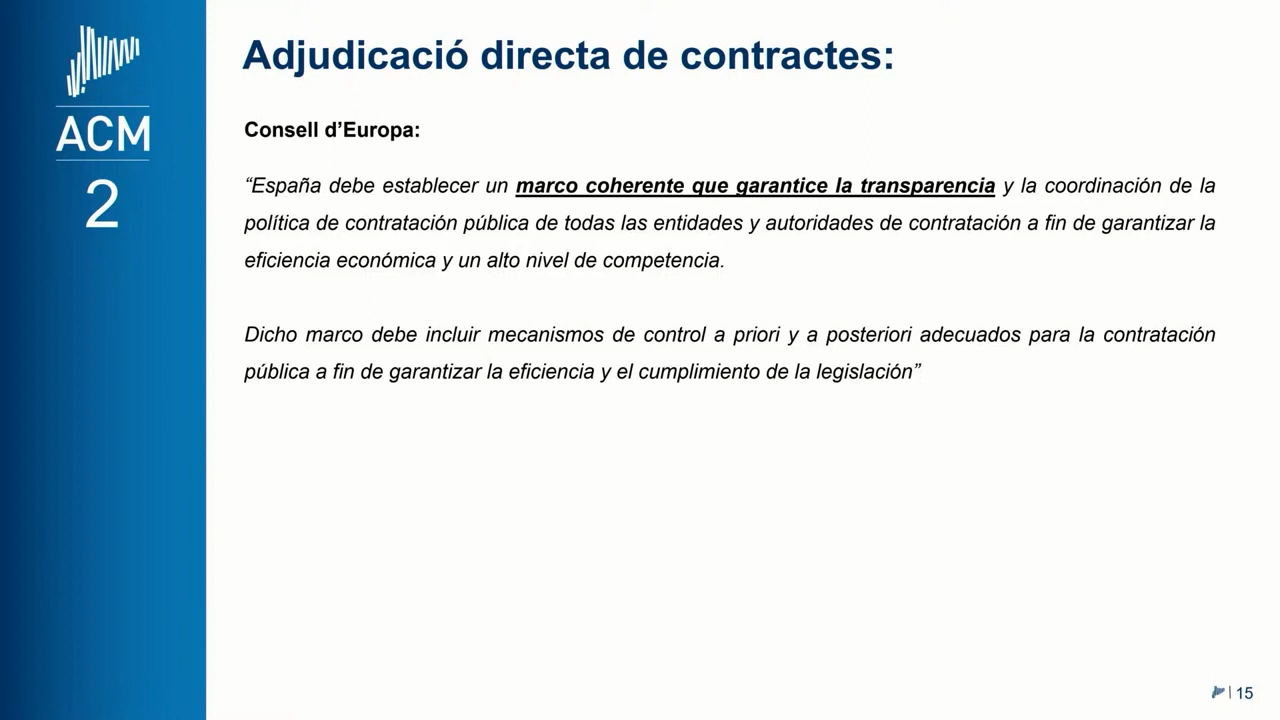 ACM
2
Adjudicació directa de contractes:
Consell d’Europa:
“España debe establecer un marco coherente que garantice la transparencia y la coordinación de la
política de contratación pública de todas las entidades y autoridades de contratación a fin de garantizar la
eficiencia económica y un alto nivel de competencia.
Dicho marco debe incluir mecanismos de control a priori y a posteriori adecuados para la contratación
pública a fin de garantizar la eficiencia y el cumplimiento de la legislación”
15